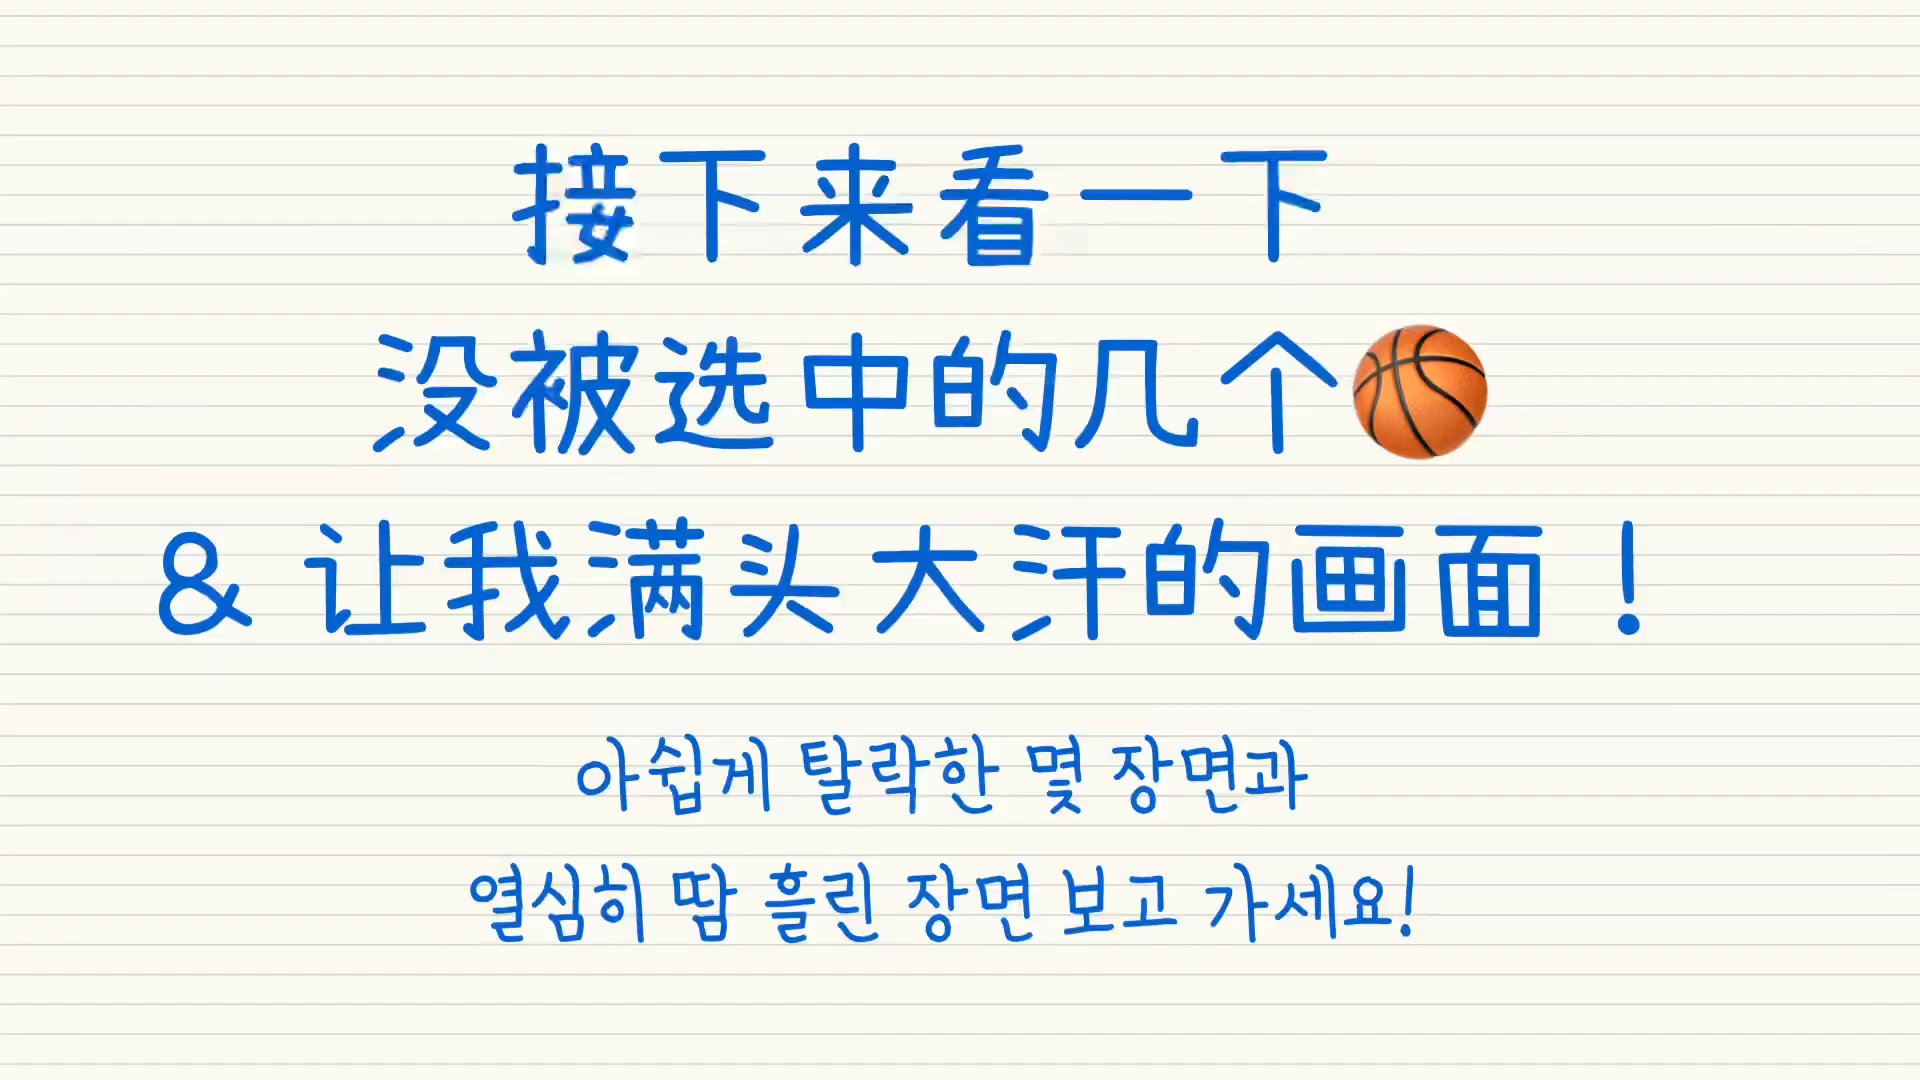 接下来看一下
没被选中的几个🏀
& 让我满头大汗的画面！
아쉽게 탈락한 몇 장면과
열심히 땀 흘린 장면 보고 가세요!